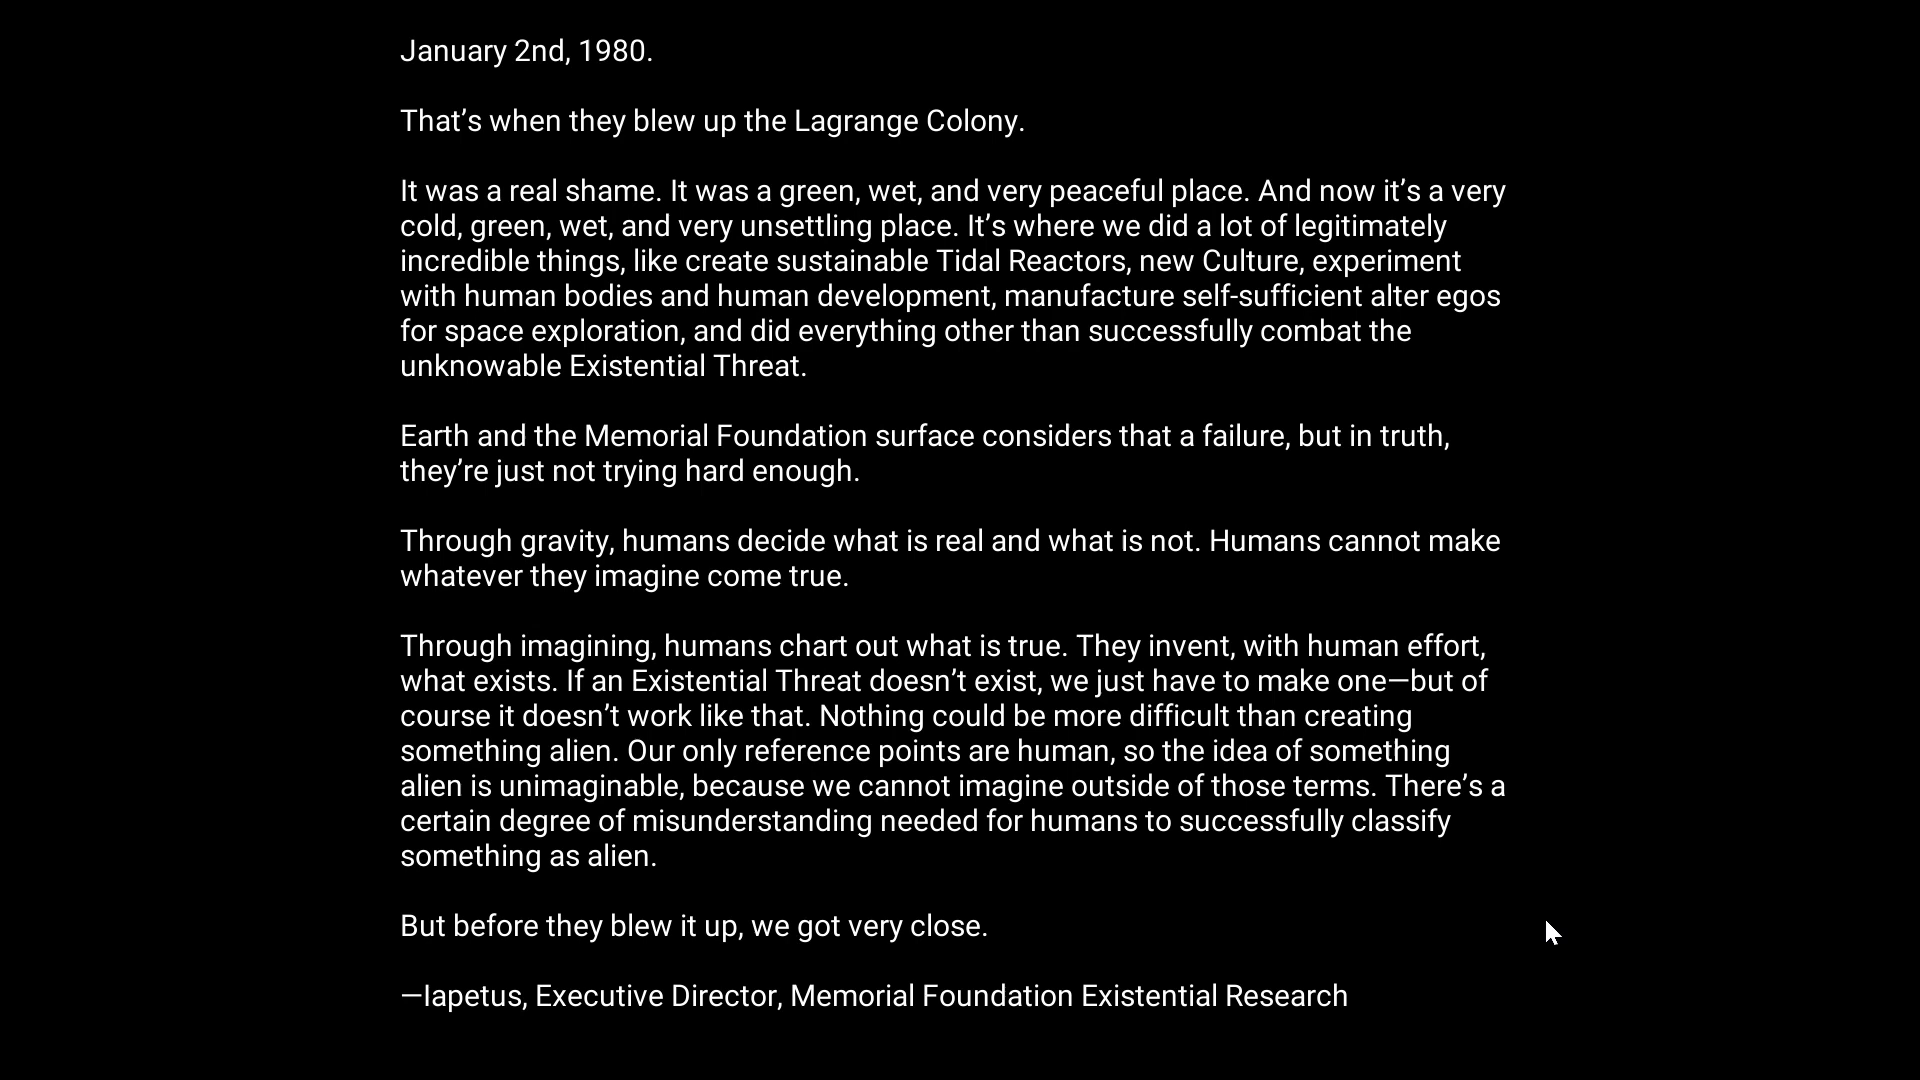 January 2nd, 1980.
That’s when they blew up the Lagrange Colony.
It was a real shame. It was a green, wet, and very peaceful place. And now it’s a very
cold, green, wet, and very unsettling place. It’s where we did a lot of legitimately
incredible things, like create sustainable Tidal Reactors, new Culture, experiment
with human bodies and human development, manufacture self-sufficient alter egos
for space exploration, and did everything other than successfully combat the
unknowable Existential Threat.
Earth and the Memorial Foundation surface considers that a failure, but in truth,
they’re just not trying hard enough.
Through gravity, humans decide what is real and what is not. Humans cannot make
whatever they imagine come true.
Through imagining, humans chart out what is true. They invent, with human effort,
what exists. If an Existential Threat doesn’t exist, we just have to make one—but of
course it doesn’t work like that. Nothing could be more difficult than creating
something alien. Our only reference points are human, so the idea of something
alien is unimaginable, because we cannot imagine outside of those terms. There’s a
certain degree of misunderstanding needed for humans to successfully classify
something as alien.
But before they blew it up, we got very close.
—Iapetus, Executive Director, Memorial Foundation Existential Research